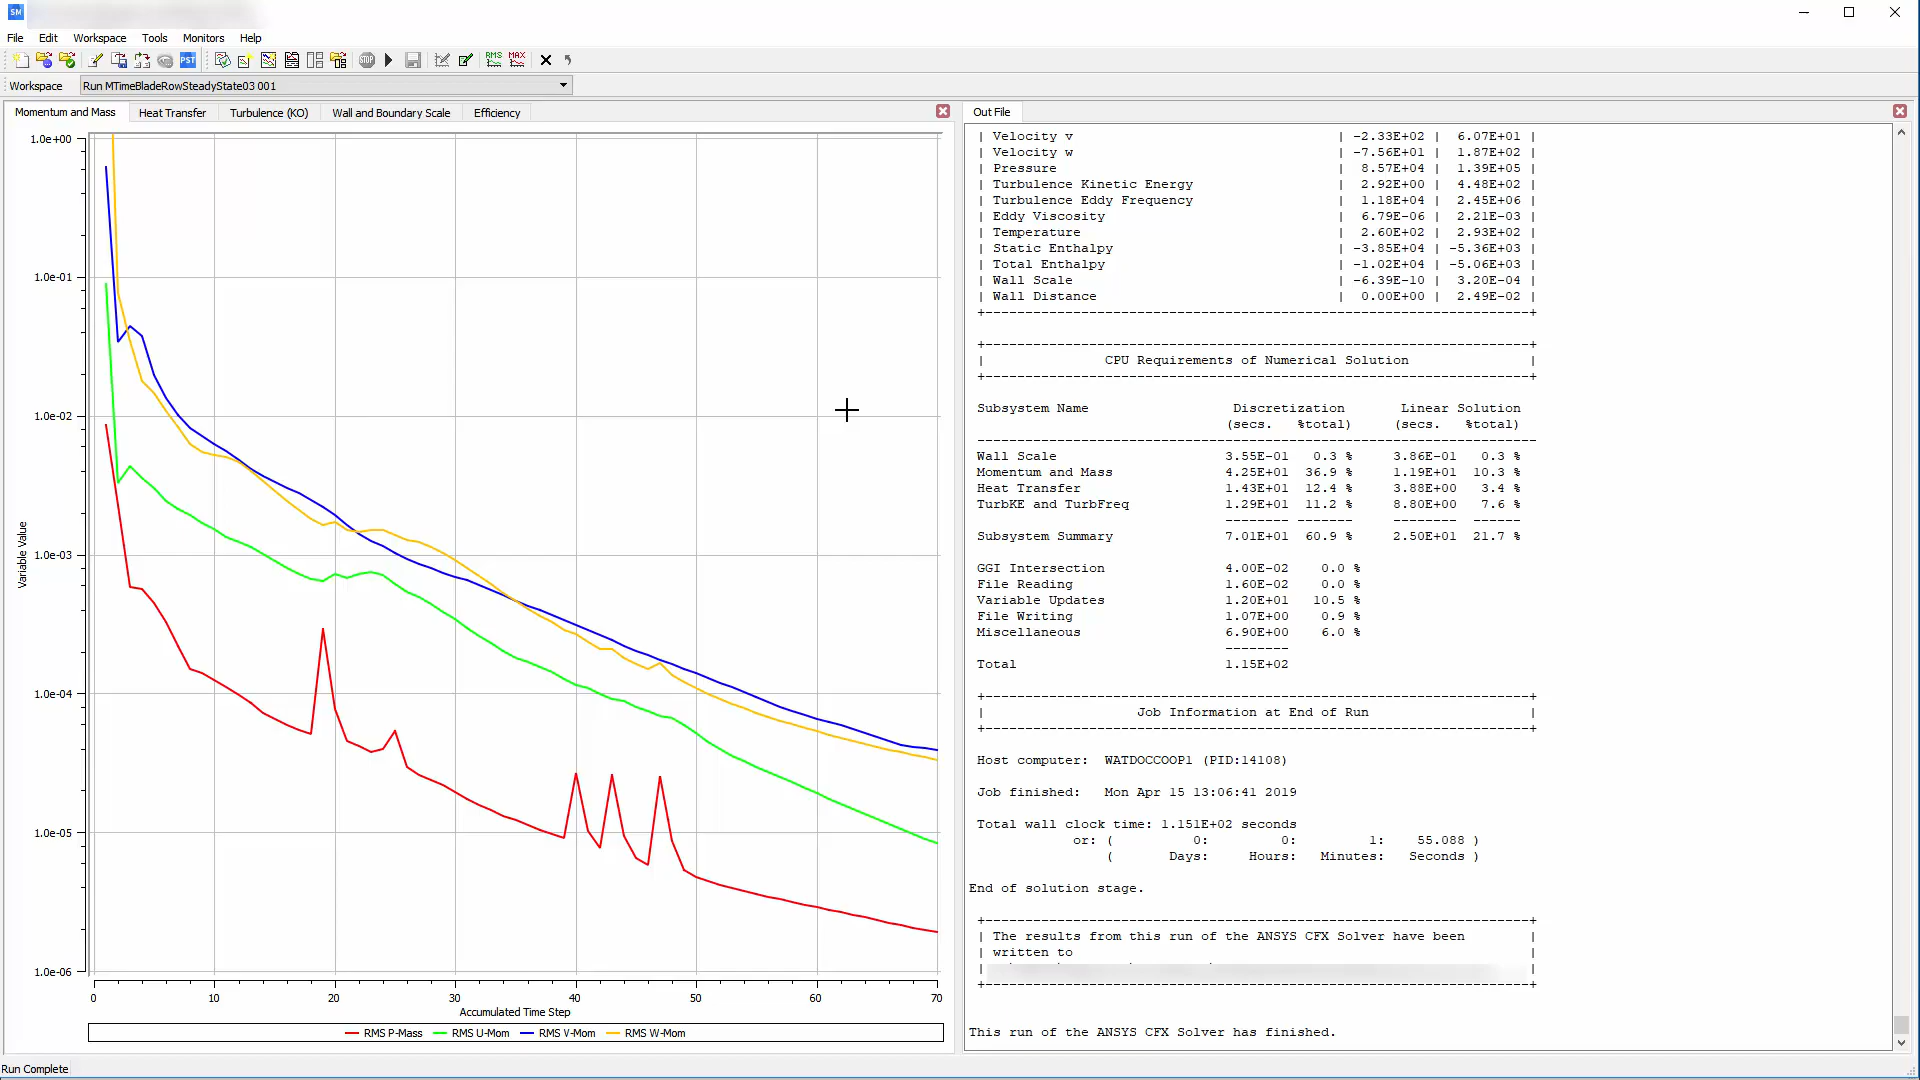 SM
File Edit Workspace Tools Monitors Help
PST STOP RMS MAX
Workspace Run MTimeBladeRowSteadyState03 001
Momentum and Mass Heat Transfer Turbulence (KO) Wall and Boundary Scale Efficiency
1.0e+00
1.0e-01
1.0e-02
1.0e-03
1.0e-04
1.0e-05
1.0e-06
Variable Value
0 10 20 30 40 50 60 70
Accumulated Time Step
RMS P-Mass RMS U-Mom RMS V-Mom RMS W-Mom
Out File
| Velocity v | -2.33E+02 | 6.07E+01 |
| Velocity w | -7.56E+01 | 1.87E+02 |
| Pressure | 8.57E+04 | 1.39E+05 |
| Turbulence Kinetic Energy | 2.92E+00 | 4.48E+02 |
| Turbulence Eddy Frequency | 1.18E+04 | 2.45E+06 |
| Eddy Viscosity | 6.79E-06 | 2.21E-03 |
| Temperature | 2.60E+02 | 2.93E+02 |
| Static Enthalpy | -3.85E+04 | -5.36E+03 |
| Total Enthalpy | -1.02E+04 | -5.06E+03 |
| Wall Scale | -6.39E-10 | 3.20E-04 |
| Wall Distance | 0.00E+00 | 2.49E-02 |
+--------------------------------------------------------------------+
+--------------------------------------------------------------------+
| CPU Requirements of Numerical Solution |
+--------------------------------------------------------------------+
Subsystem Name Discretization Linear Solution
(secs. %total) (secs. %total)
----------------------------------------------------------------------
Wall Scale 3.55E-01 0.3 % 3.86E-01 0.3 %
Momentum and Mass 4.25E+01 36.9 % 1.19E+01 10.3 %
Heat Transfer 1.43E+01 12.4 % 3.88E+00 3.4 %
TurbKE and TurbFreq 1.29E+01 11.2 % 8.80E+00 7.6 %
-------- ------- -------- ------
Subsystem Summary 7.01E+01 60.9 % 2.50E+01 21.7 %
GGI Intersection 4.00E-02 0.0 %
File Reading 1.60E-02 0.0 %
Variable Updates 1.20E+01 10.5 %
File Writing 1.07E+00 0.9 %
Miscellaneous 6.90E+00 6.0 %
--------
Total 1.15E+02
+--------------------------------------------------------------------+
| Job Information at End of Run |
+--------------------------------------------------------------------+
Host computer: WATDOCCOOP1 (PID:14108)
Job finished: Mon Apr 15 13:06:41 2019
Total wall clock time: 1.151E+02 seconds
or: ( 0: 0: 1: 55.088 )
( Days: Hours: Minutes: Seconds )
End of solution stage.
+--------------------------------------------------------------------+
| The results from this run of the ANSYS CFX Solver have been |
| written to |
+--------------------------------------------------------------------+
This run of the ANSYS CFX Solver has finished.
Run Complete